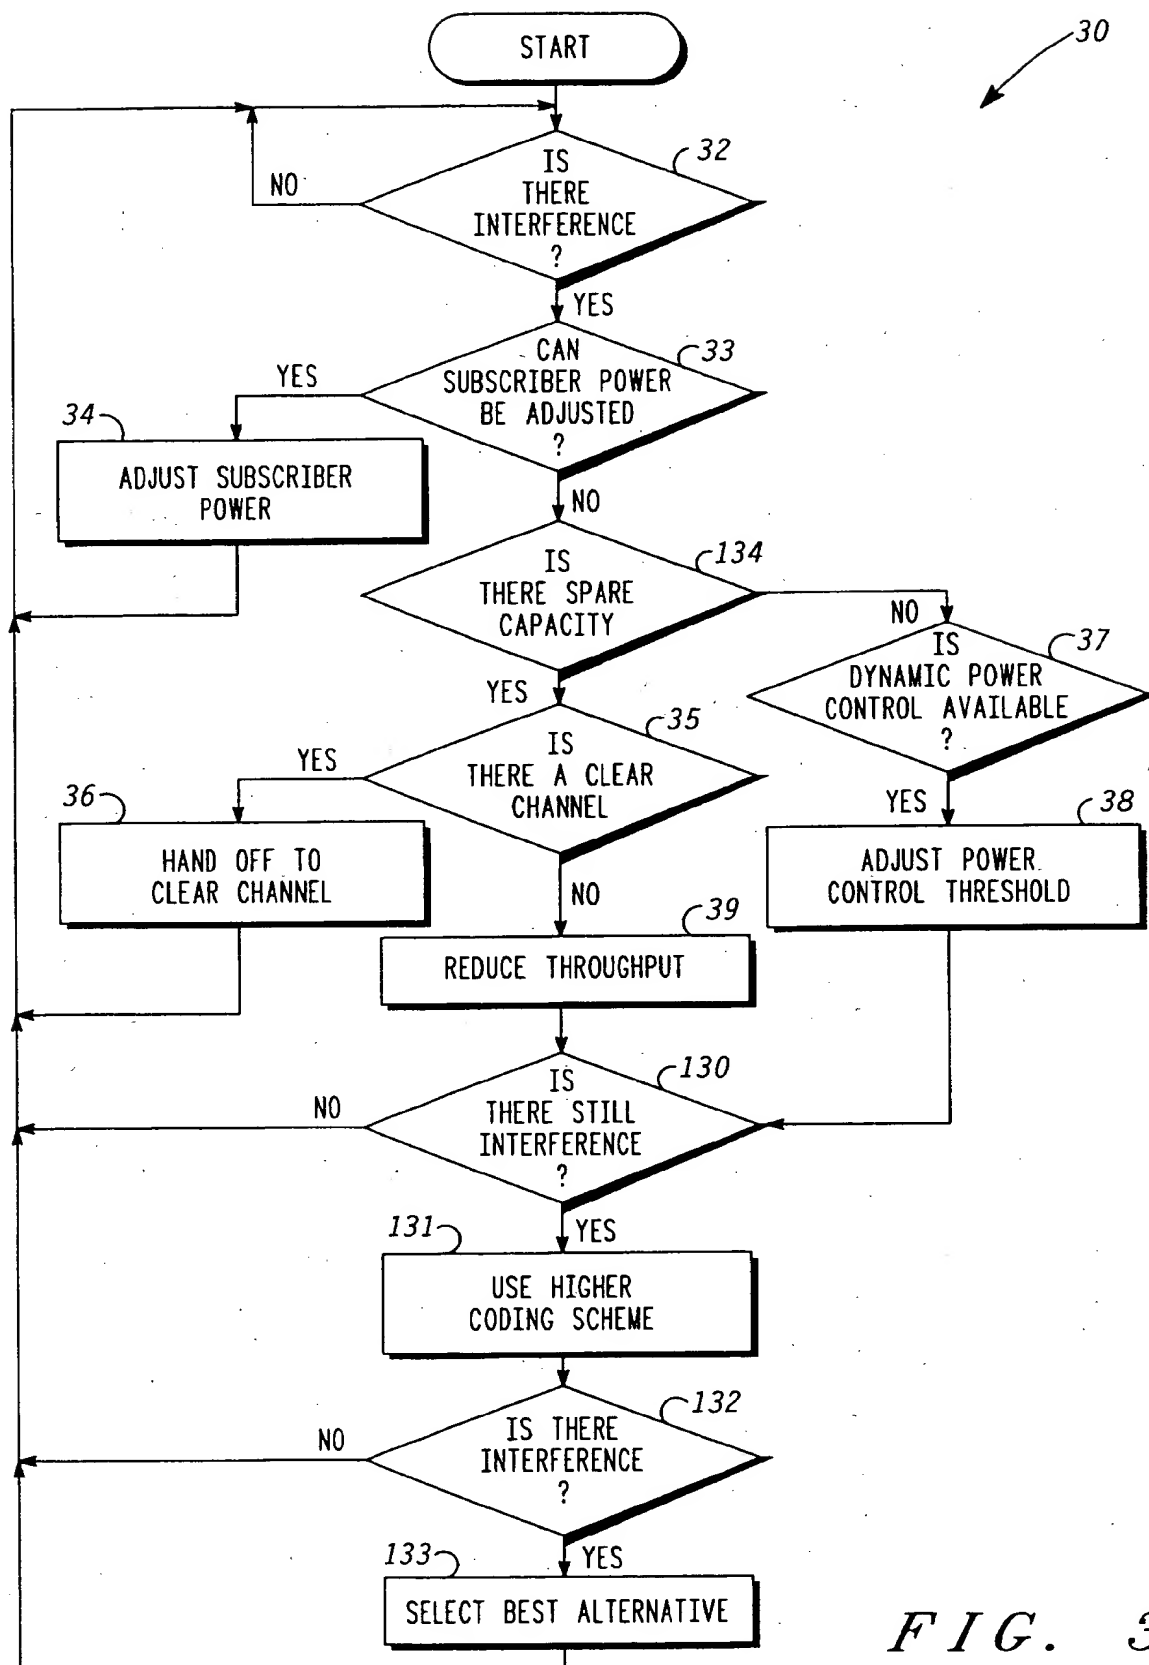 START
30
IS
THERE
INTERFERENCE
?
32
NO
YES
CAN
SUBSCRIBER POWER
BE ADJUSTED
?
33
YES
34
ADJUST SUBSCRIBER
POWER
NO
IS
THERE SPARE
CAPACITY
134
NO
IS
DYNAMIC POWER
CONTROL AVAILABLE
?
37
YES
IS
THERE A CLEAR
CHANNEL
35
YES
36
HAND OFF TO
CLEAR CHANNEL
YES
38
ADJUST POWER
CONTROL THRESHOLD
NO
39
REDUCE THROUGHPUT
IS
THERE STILL
INTERFERENCE
?
130
NO
YES
131
USE HIGHER
CODING SCHEME
IS THERE
INTERFERENCE
?
132
NO
YES
133
SELECT BEST ALTERNATIVE
FIG. 3